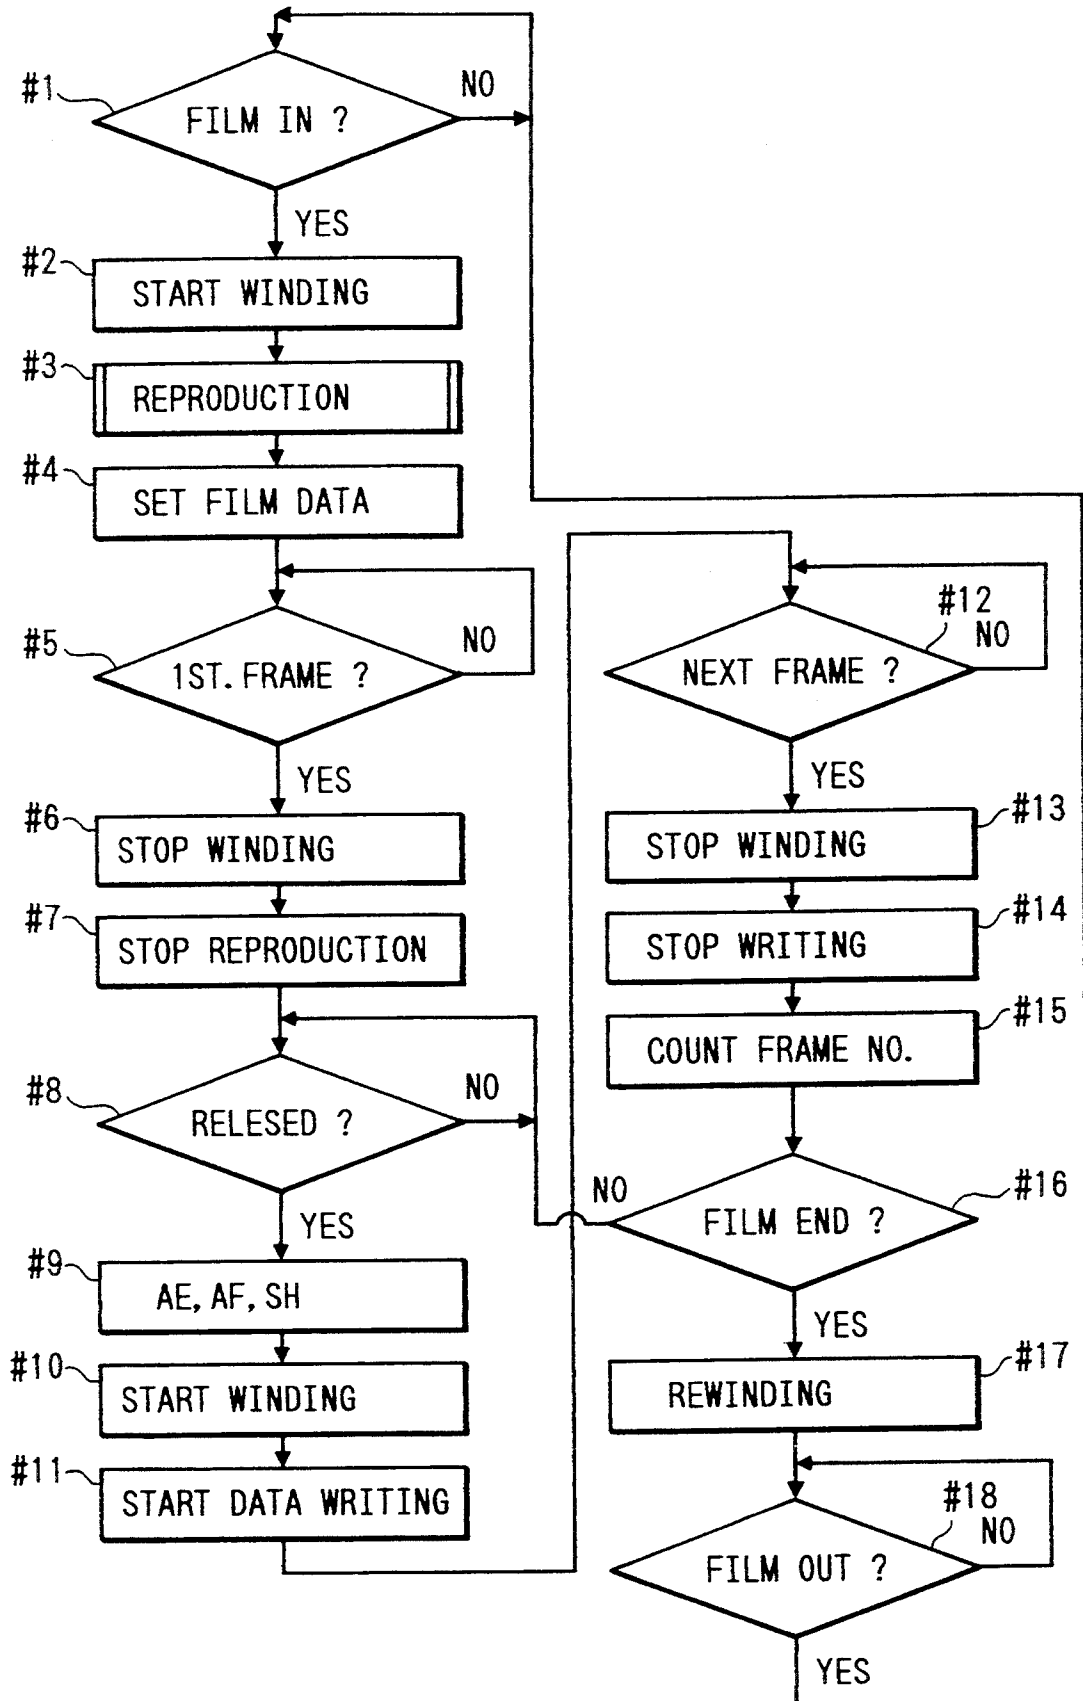 #1
FILM IN ?
NO
YES
#2
START WINDING
#3
REPRODUCTION
#4
SET FILM DATA
#5
1ST. FRAME ?
NO
YES
#6
STOP WINDING
#7
STOP REPRODUCTION
#8
RELESED ?
NO
YES
#9
AE, AF, SH
#10
START WINDING
#11
START DATA WRITING
#12
NEXT FRAME ?
NO
YES
#13
STOP WINDING
#14
STOP WRITING
#15
COUNT FRAME NO.
#16
FILM END ?
NO
YES
#17
REWINDING
#18
FILM OUT ?
NO
YES